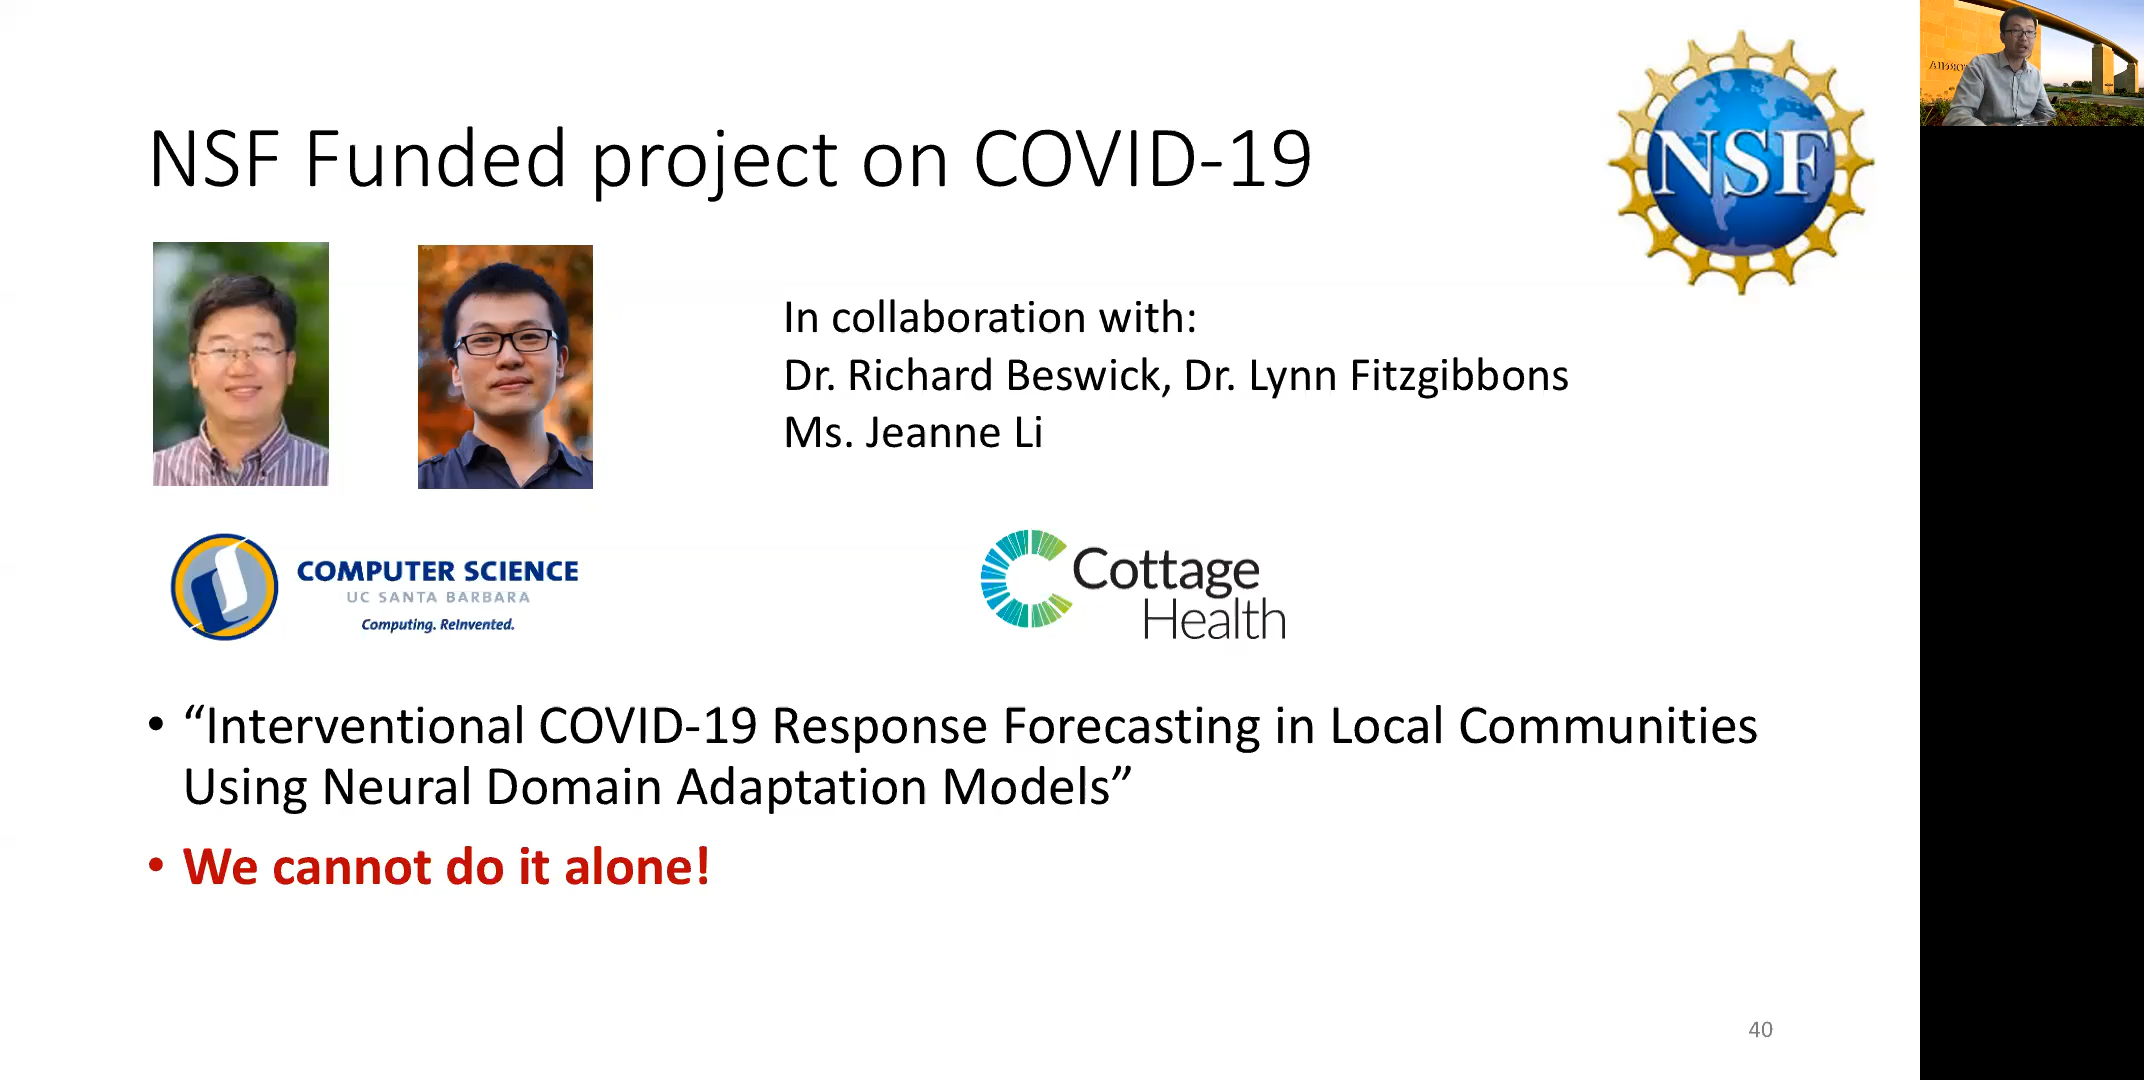 NSF Funded project on COVID-19
NSF
In collaboration with:
Dr. Richard Beswick, Dr. Lynn Fitzgibbons
Ms. Jeanne Li
COMPUTER SCIENCE
UC SANTA BARBARA
Computing. ReInvented.
Cottage
Health
• “Interventional COVID-19 Response Forecasting in Local Communities
Using Neural Domain Adaptation Models”
• We cannot do it alone!
40